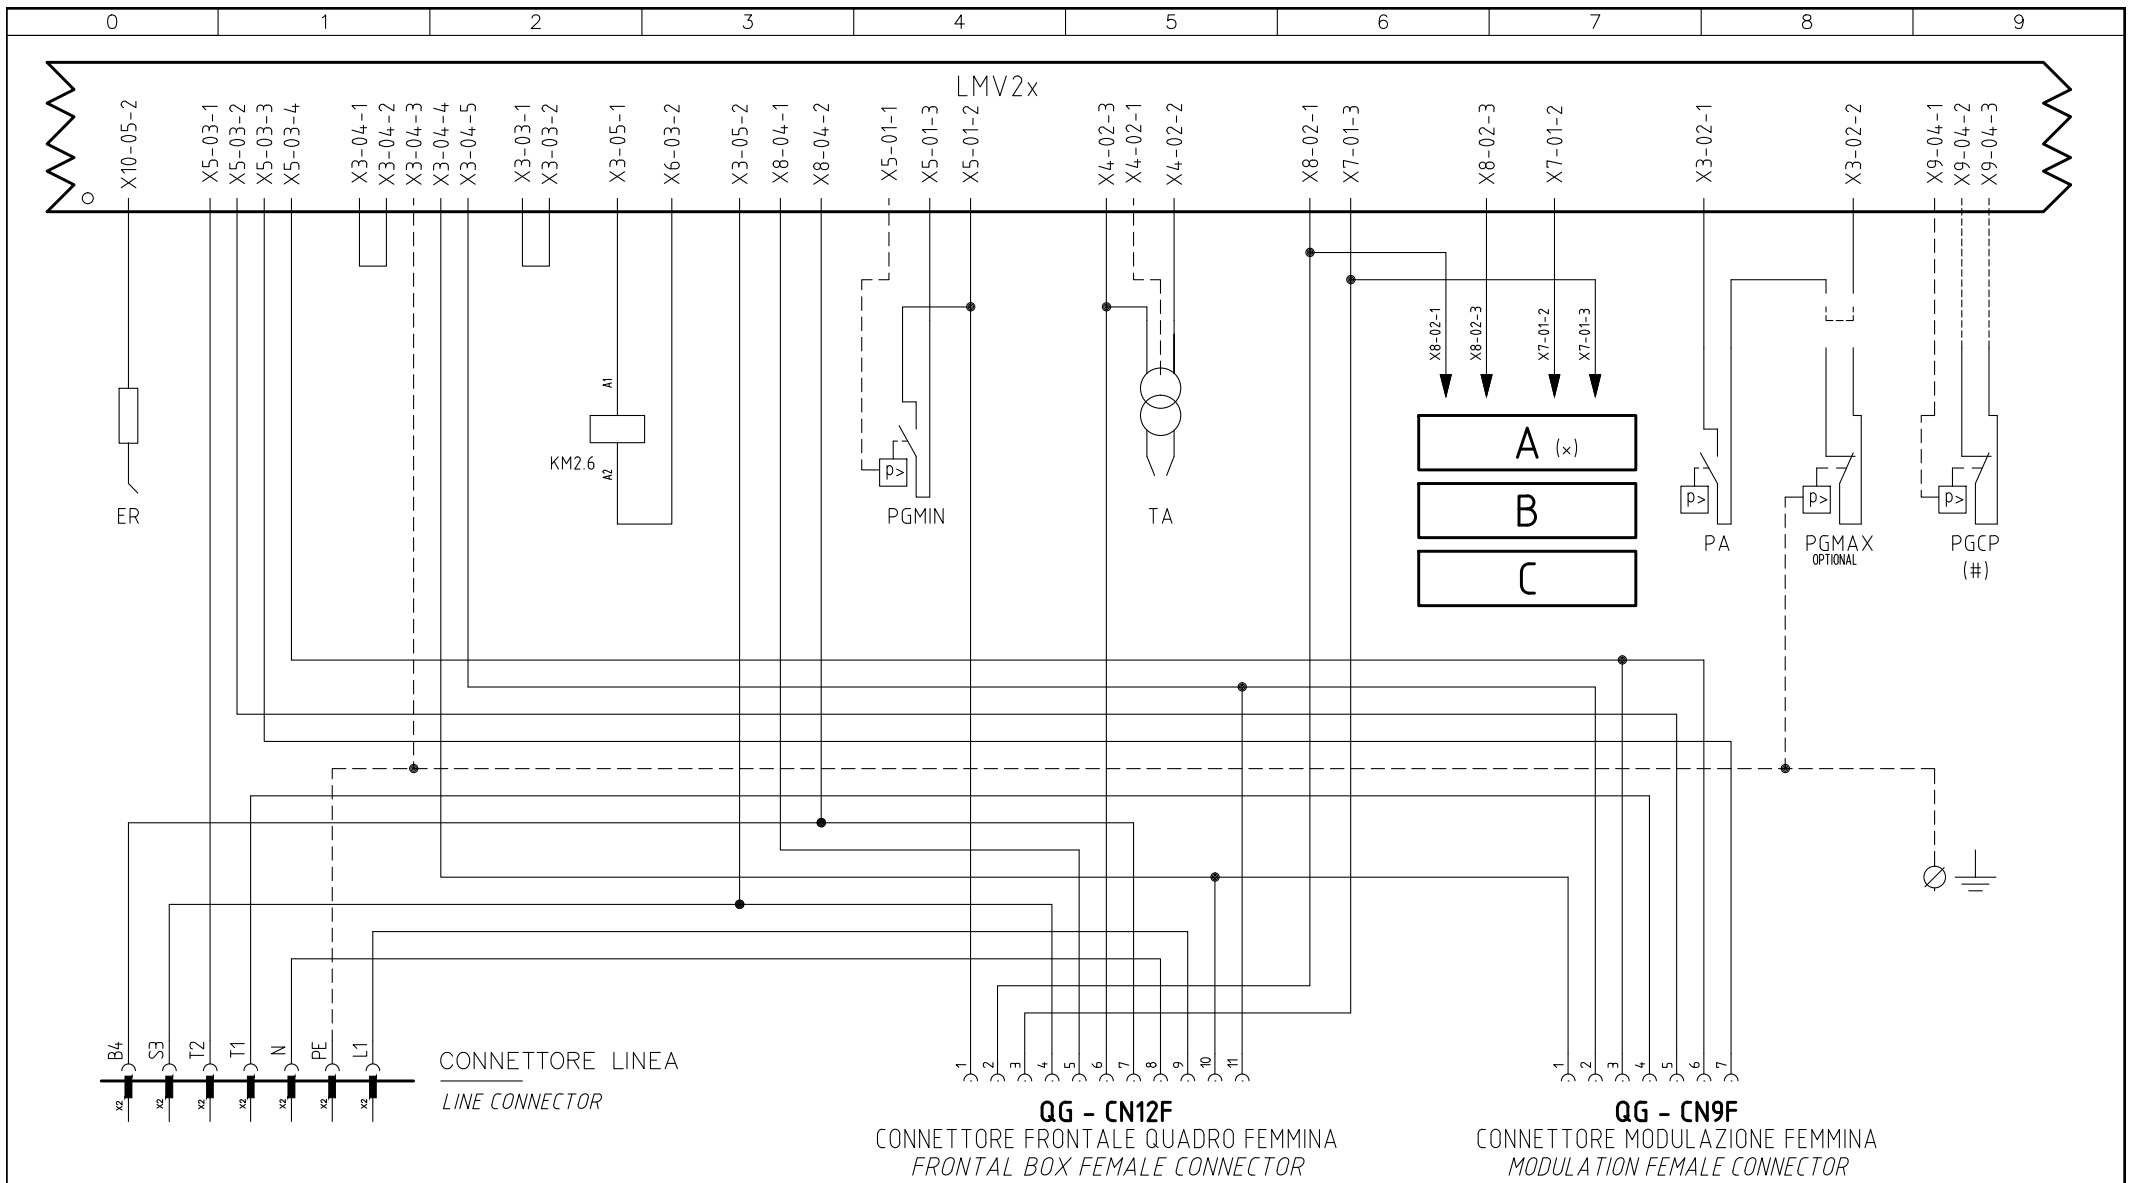 0 1 2 3 4 5 6 7 8 9
LMV2x
X10-05-2
X5-03-1
X5-03-2
X5-03-3
X5-03-4
X3-04-1
X3-04-2
X3-04-3
X3-04-4
X3-04-5
X3-03-1
X3-03-2
X3-05-1
X6-03-2
X3-05-2
X8-04-1
X8-04-2
X5-01-1
X5-01-3
X5-01-2
X4-02-3
X4-02-1
X4-02-2
X8-02-1
X7-01-3
X8-02-3
X7-01-2
X3-02-1
X3-02-2
X9-04-1
X9-04-2
X9-04-3
X8-02-1
X8-02-3
X7-01-2
X7-01-3
A1
A2
KM2.6
A (x)
B
C
P>
P>
P>
P>
ER
PGMIN
TA
PA
PGMAX
OPTIONAL
PGCP
(#)
B4 S3 T2 T1 N PE L1
X2 X2 X2 X2 X2 X2 X2
CONNETTORE LINEA
LINE CONNECTOR
1 2 3 4 5 6 7 8 9 10 11
QG - CN12F
CONNETTORE FRONTALE QUADRO FEMMINA
FRONTAL BOX FEMALE CONNECTOR
1 2 3 4 5 6 7
QG - CN9F
CONNETTORE MODULAZIONE FEMMINA
MODULATION FEMALE CONNECTOR